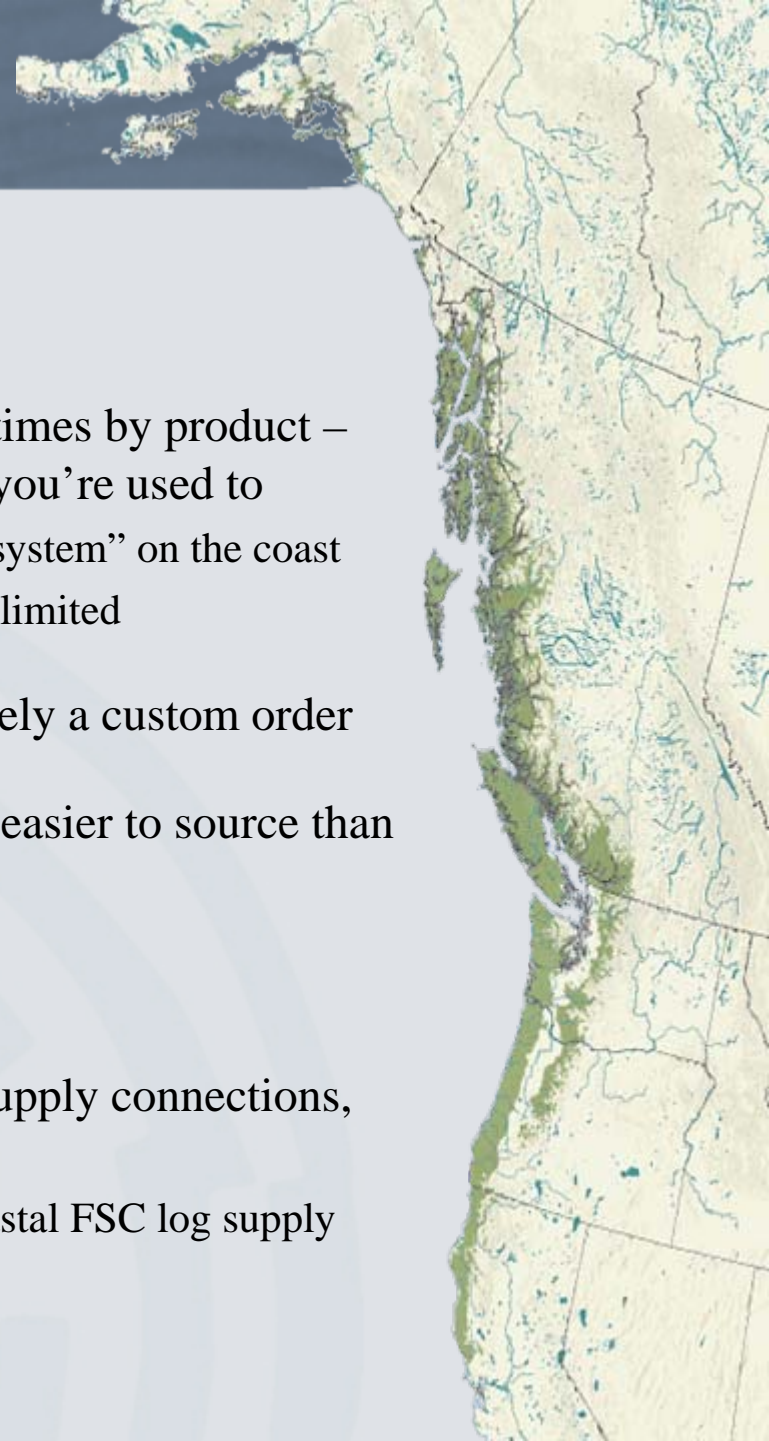 times by product –
you’re used to
system” on the coast
limited
ely a custom order
easier to source than
upply connections,
stal FSC log supply